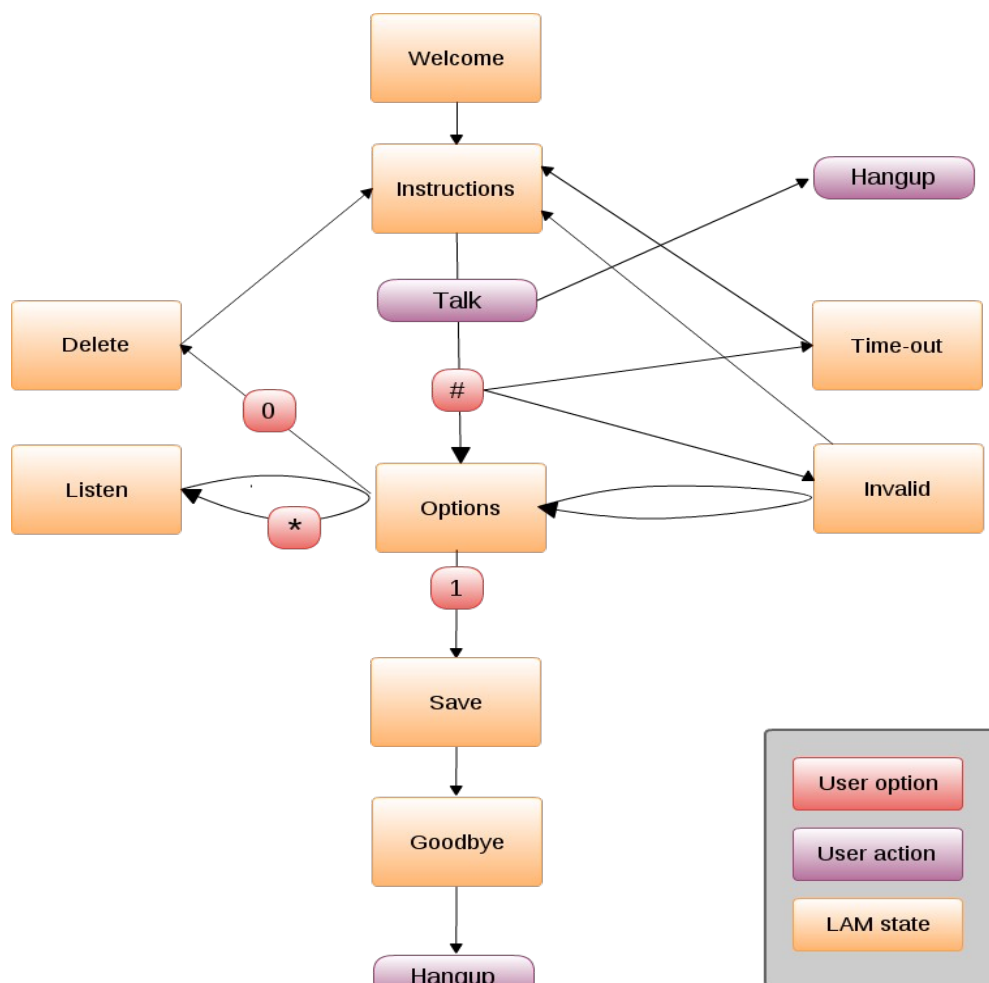 Welcome
Instructions
Hangup
Talk
Delete
Time-out
#
0
Listen
*
Options
Invalid
1
Save
User option
Goodbye
User action
LAM state
Hangup